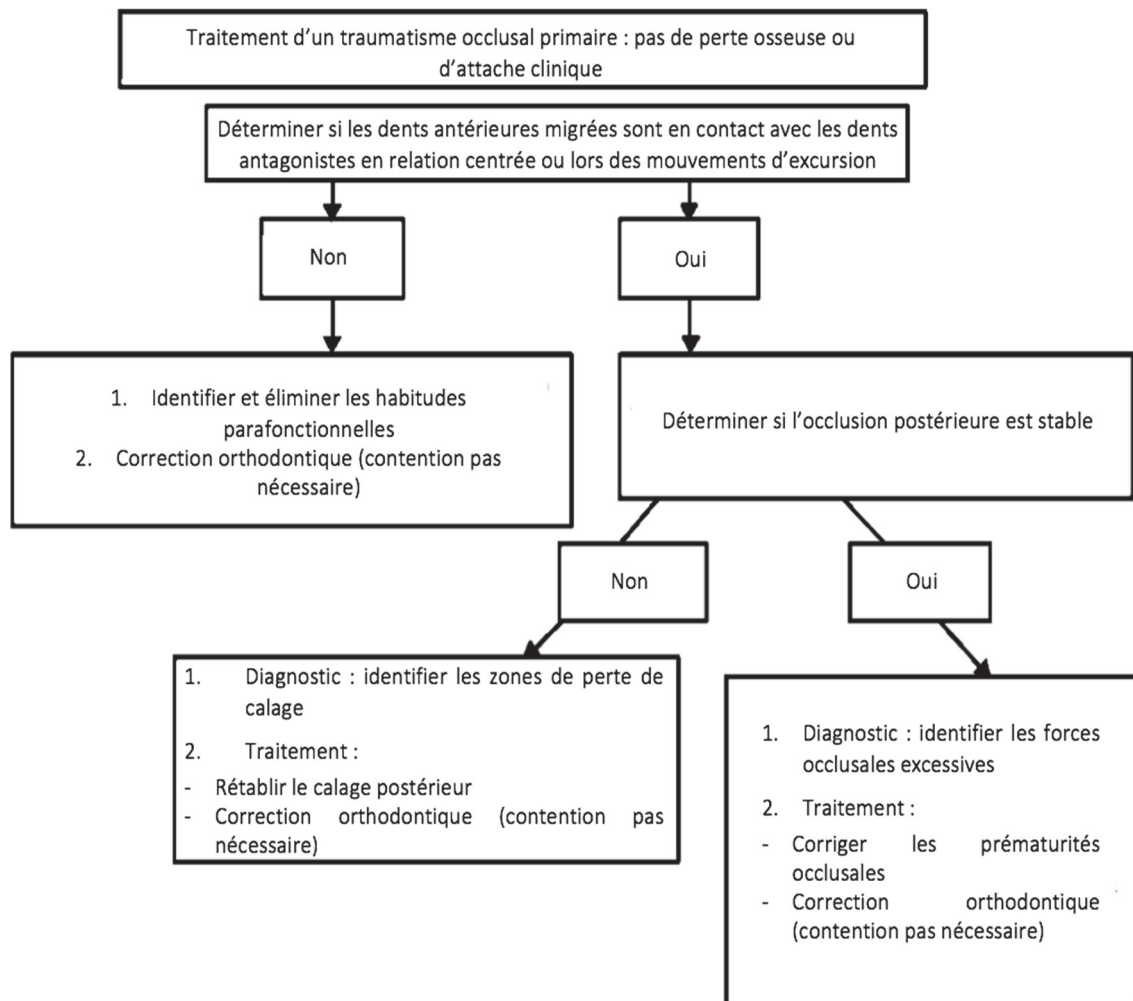 Traitement d’un traumatisme occlusal primaire : pas de perte osseuse ou
d’attache clinique
Déterminer si les dents antérieures migrées sont en contact avec les dents
antagonistes en relation centrée ou lors des mouvements d’excursion
Non
Oui
1. Identifier et éliminer les habitudes
parafonctionnelles
2. Correction orthodontique (contention pas
nécessaire)
Déterminer si l’occlusion postérieure est stable
Non
Oui
1. Diagnostic : identifier les zones de perte de
calage
2. Traitement :
- Rétablir le calage postérieur
- Correction orthodontique (contention pas
nécessaire)
1. Diagnostic : identifier les forces
occlusales excessives
2. Traitement :
- Corriger les prématurités
occlusales
- Correction orthodontique
(contention pas nécessaire)